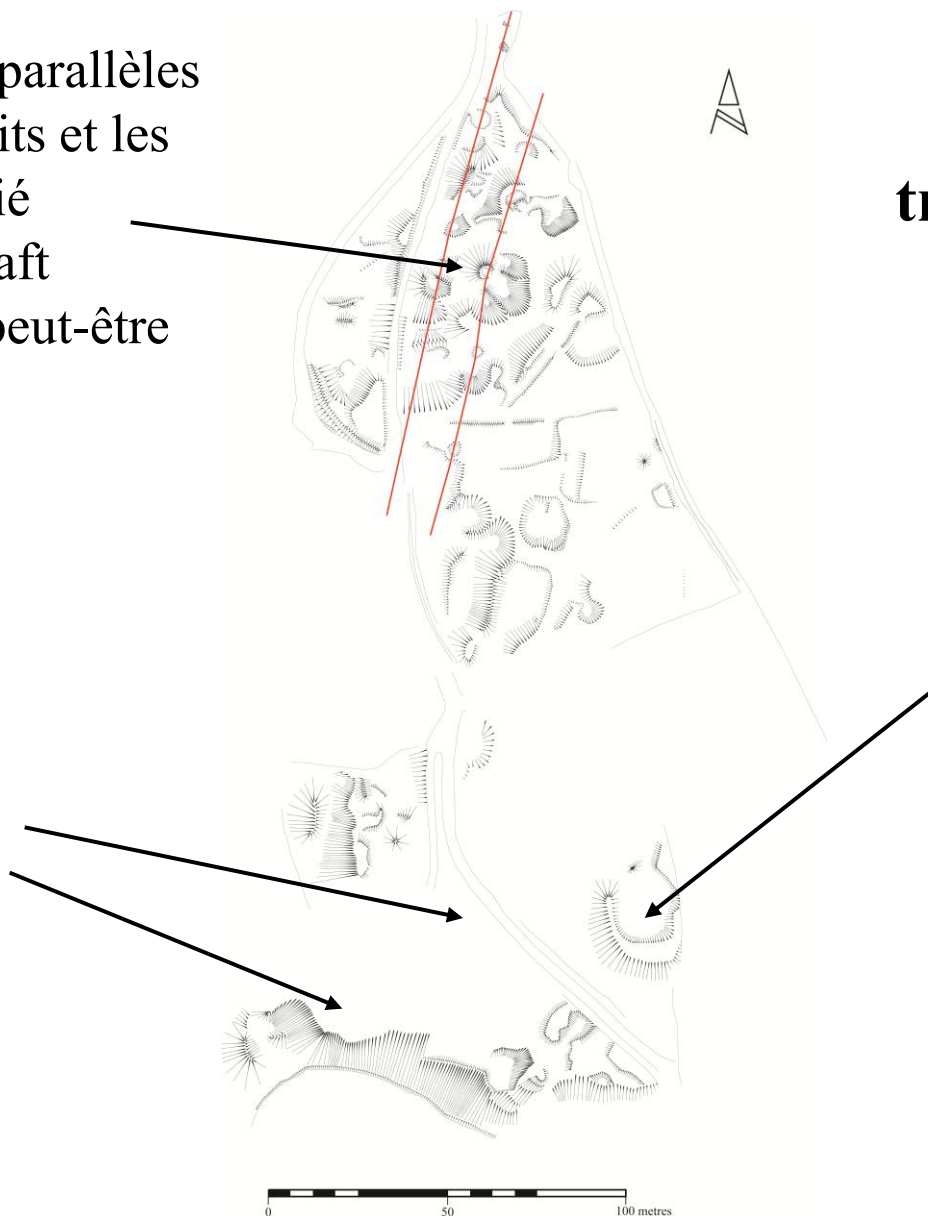 parallèles
its et les
ié
aft
peut-être
tr
0 50 100 metres